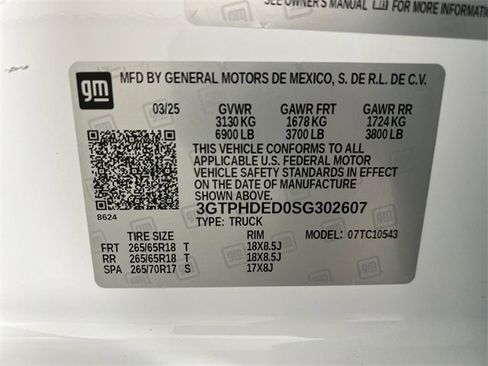 SEE OWNER'S MANUAL
FOR MORE INFORMATION
gm
gm
MFD BY GENERAL MOTORS DE MEXICO, S. DE R.L. DE C.V.
03/25 GVWR GAWR FRT GAWR RR
3130 KG 1678 KG 1724 KG
6900 LB 3700 LB 3800 LB
THIS VEHICLE CONFORMS TO ALL
APPLICABLE U.S. FEDERAL MOTOR
VEHICLE SAFETY STANDARDS IN EFFECT
ON THE DATE OF MANUFACTURE SHOWN ABOVE.
8624
3GTPHDED0SG302607
TYPE: TRUCK MODEL: 07TC10543
TIRE SIZE RIM
FRT 265/65R18 T 18X8.5J
RR 265/65R18 T 18X8.5J
SPA 265/70R17 S 17X8J